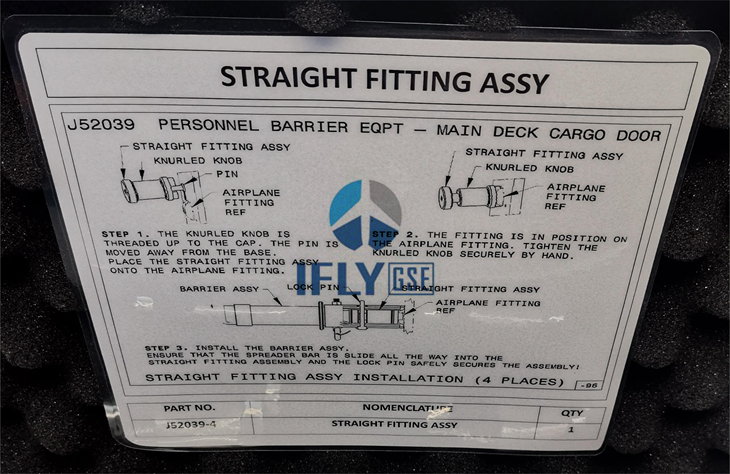 STRAIGHT FITTING ASSY
J52039 PERSONNEL BARRIER EQPT – MAIN DECK CARGO DOOR
STRAIGHT FITTING ASSY
KNURLED KNOB
PIN
AIRPLANE
FITTING
REF
STRAIGHT FITTING ASSY
KNURLED KNOB
AIRPLANE
FITTING
REF
STEP 1. THE KNURLED KNOB IS
THREADED UP TO THE CAP. THE PIN IS
MOVED AWAY FROM THE BASE.
PLACE THE STRAIGHT FITTING ASSY
ONTO THE AIRPLANE FITTING.
STEP 2. THE FITTING IS IN POSITION ON
THE AIRPLANE FITTING. TIGHTEN THE
KNURLED KNOB SECURELY BY HAND.
IFLY GSE
BARRIER ASSY
LOCK PIN
STRAIGHT FITTING ASSY
AIRPLANE FITTING
REF
STEP 3. INSTALL THE BARRIER ASSY.
ENSURE THAT THE SPREADER BAR IS SLIDE ALL THE WAY INTO THE
STRAIGHT FITTING ASSEMBLY AND THE LOCK PIN SAFELY SECURES THE ASSEMBLY!
STRAIGHT FITTING ASSY INSTALLATION (4 PLACES)
-96
PART NO. NOMENCLATURE QTY
J52039-4 STRAIGHT FITTING ASSY 1